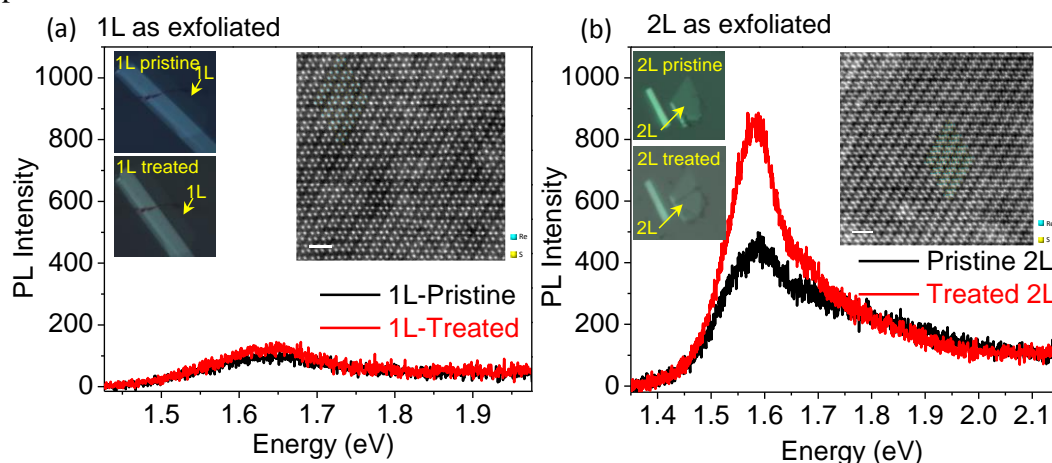 (a) 1L as exfoliated
1L pristine
1L
1L treated
1L
Re
S
1L-Pristine
1L-Treated
PL Intensity
1000
800
600
400
200
0
1.5 1.6 1.7 1.8 1.9
Energy (eV)
(b) 2L as exfoliated
2L pristine
2L
2L treated
2L
Re
S
Pristine 2L
Treated 2L
PL Intensity
1000
800
600
400
200
0
1.4 1.5 1.6 1.7 1.8 1.9 2.0 2.1
Energy (eV)